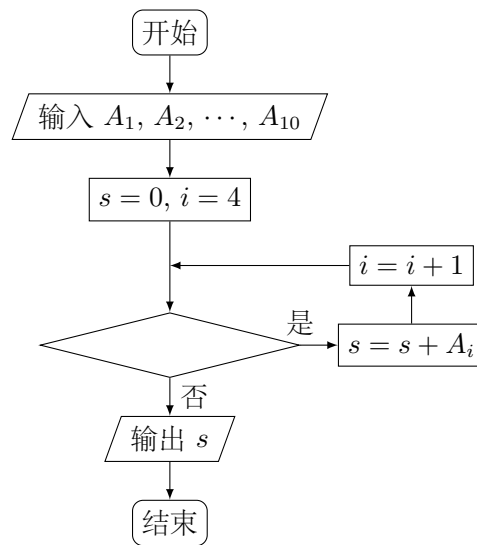 开始
输入 A₁, A₂, ⋯, A₁₀
s = 0, i = 4
i = i + 1
是
s = s + Aᵢ
否
输出 s
结束